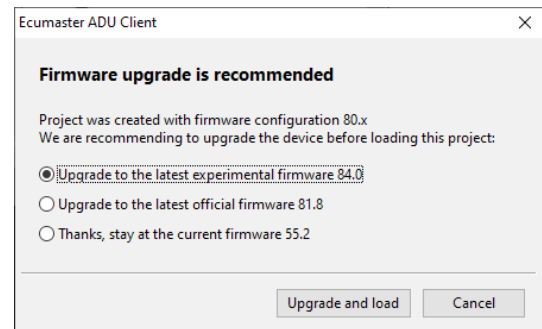 Ecumaster ADU Client
Firmware upgrade is recommended
Project was created with firmware configuration 80.x
We are recommending to upgrade the device before loading this project:
Upgrade to the latest experimental firmware 84.0
Upgrade to the latest official firmware 81.8
Thanks, stay at the current firmware 55.2
Upgrade and load
Cancel